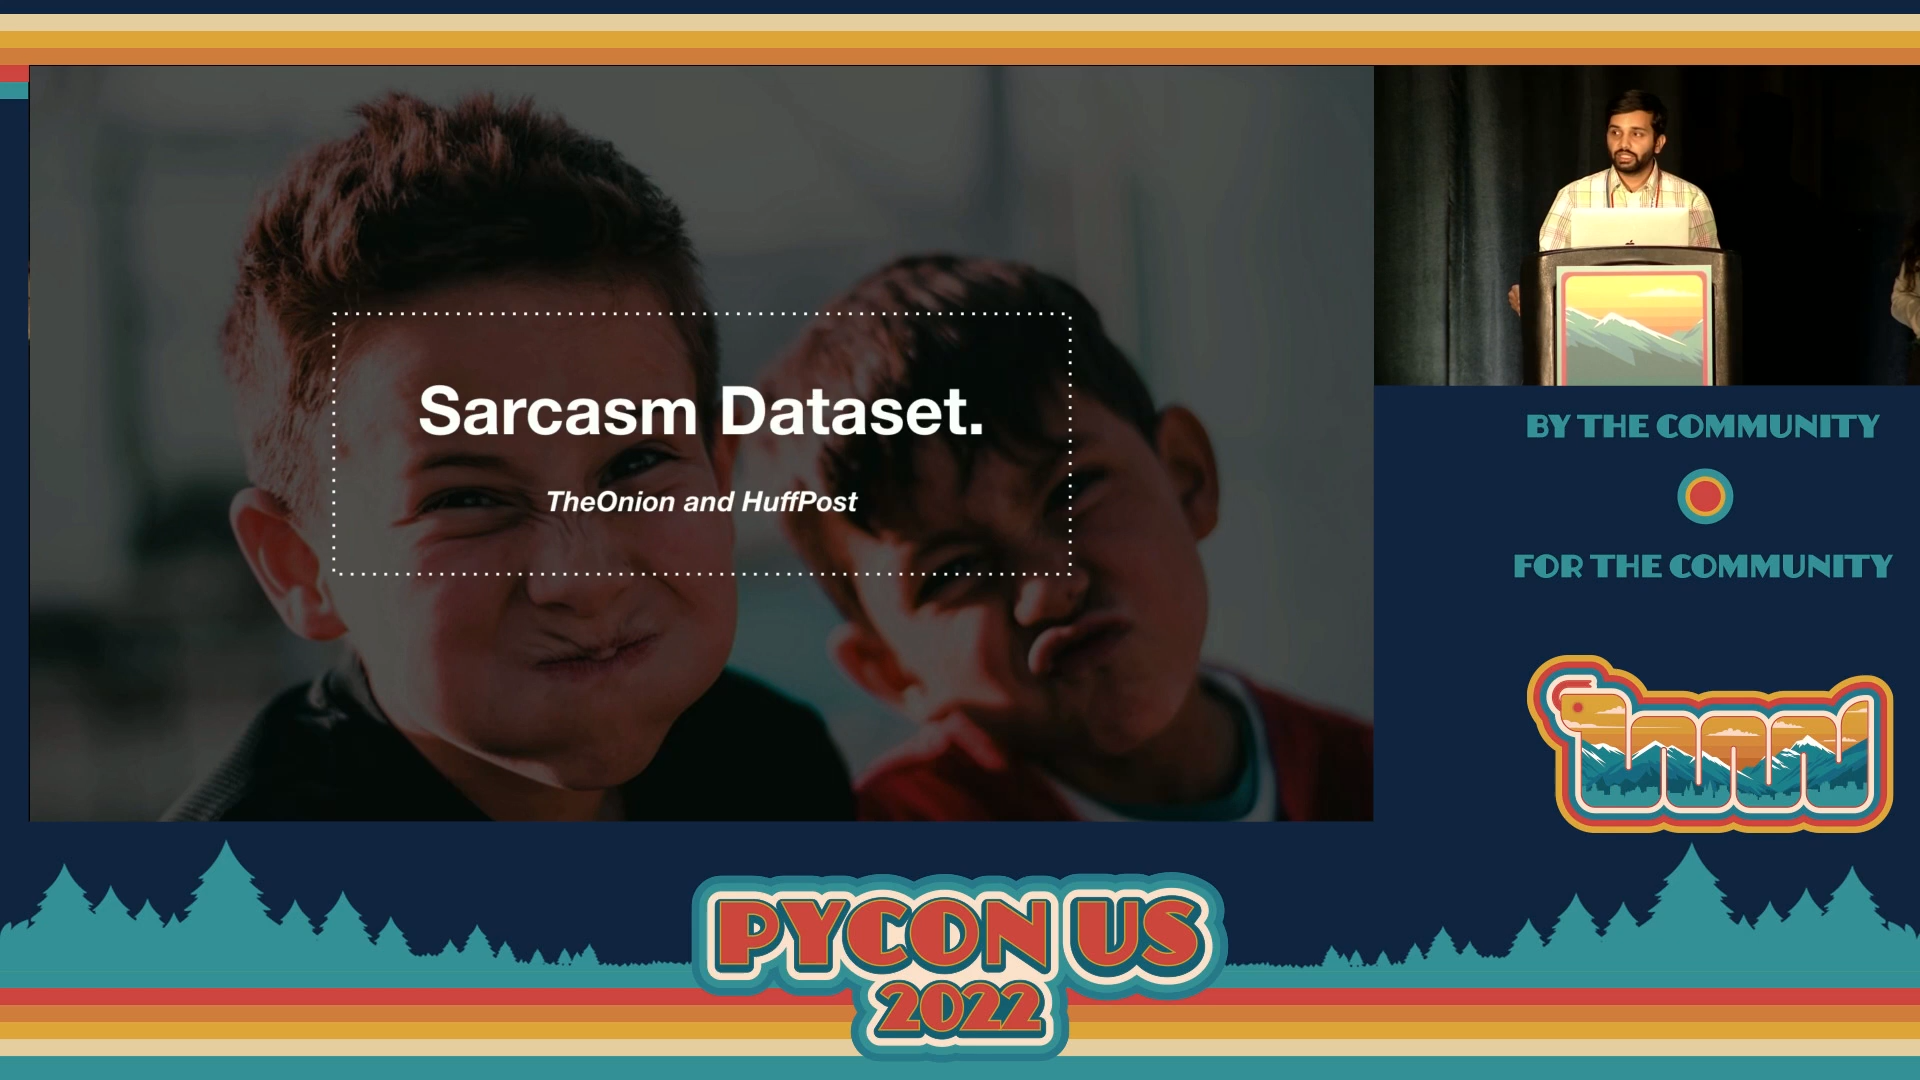 Sarcasm Dataset.
TheOnion and HuffPost
BY THE COMMUNITY
FOR THE COMMUNITY
PYCON US
2022